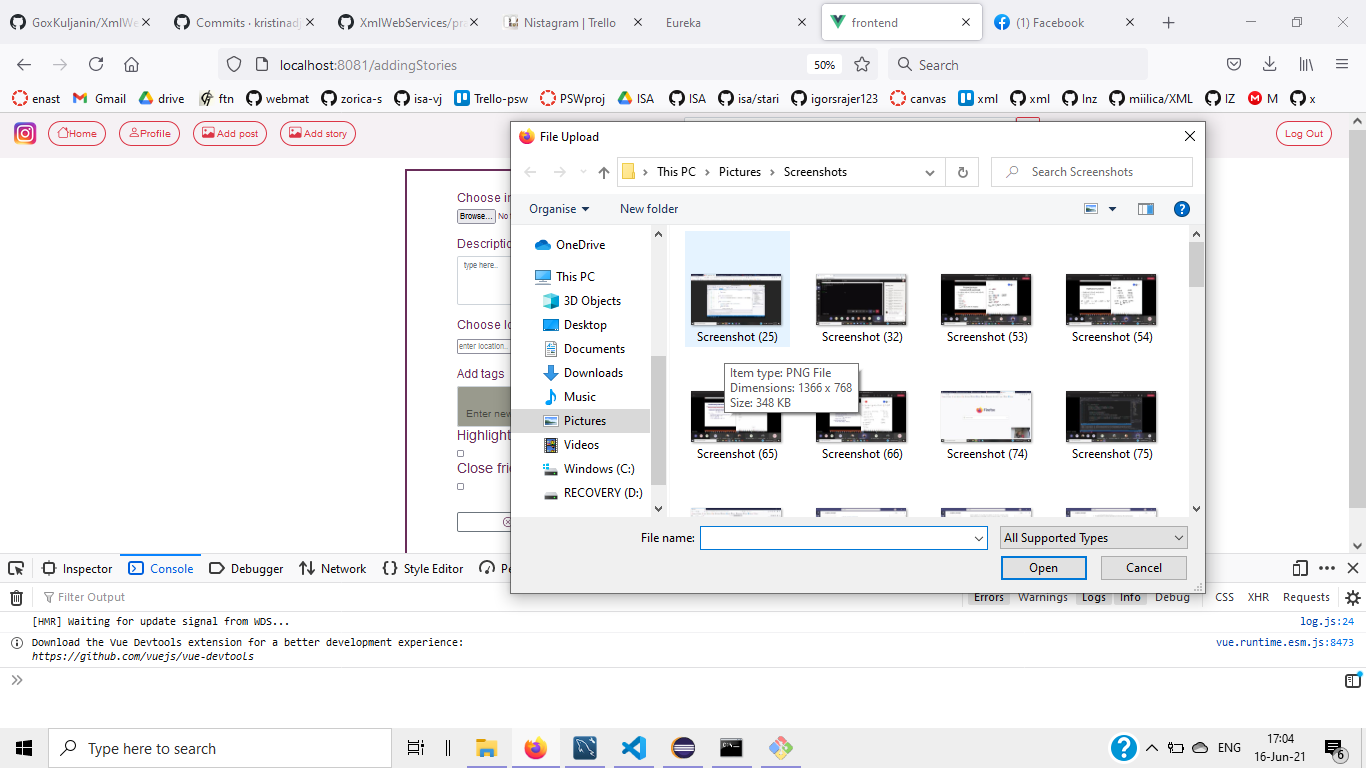 GoxKuljanin/XmlWe
Commits · kristinad
XmlWebServices/pra
Nistagram | Trello
Eureka
frontend
(1) Facebook
localhost:8081/addingStories
50%
Search
enast
Gmail
drive
ftn
webmat
zorica-s
isa-vj
Trello-psw
PSWproj
ISA
ISA
isa/stari
igorsrajer123
canvas
xml
xml
lnz
miilica/XML
IZ
M
x
Home
Profile
Add post
Add story
Log Out
Choose i
Browse...
No
Descriptio
type here..
Choose lo
enter location..
Add tags
Enter new
Highlight
Close frie
File Upload
This PC
Pictures
Screenshots
Search Screenshots
Organise
New folder
OneDrive
This PC
3D Objects
Desktop
Documents
Downloads
Music
Pictures
Videos
Windows (C:)
RECOVERY (D:)
Screenshot (25)
Screenshot (32)
Screenshot (53)
Screenshot (54)
Item type: PNG File
Dimensions: 1366 x 768
Size: 348 KB
Screenshot (65)
Screenshot (66)
Screenshot (74)
Screenshot (75)
File name:
All Supported Types
Open
Cancel
Inspector
Console
Debugger
Network
Style Editor
Pe
Filter Output
Errors
Warnings
Logs
Info
Debug
CSS
XHR
Requests
[HMR] Waiting for update signal from WDS...
log.js:24
Download the Vue Devtools extension for a better development experience:
vue.runtime.esm.js:8473
https://github.com/vuejs/vue-devtools
Type here to search
ENG
17:04
16-Jun-21
6